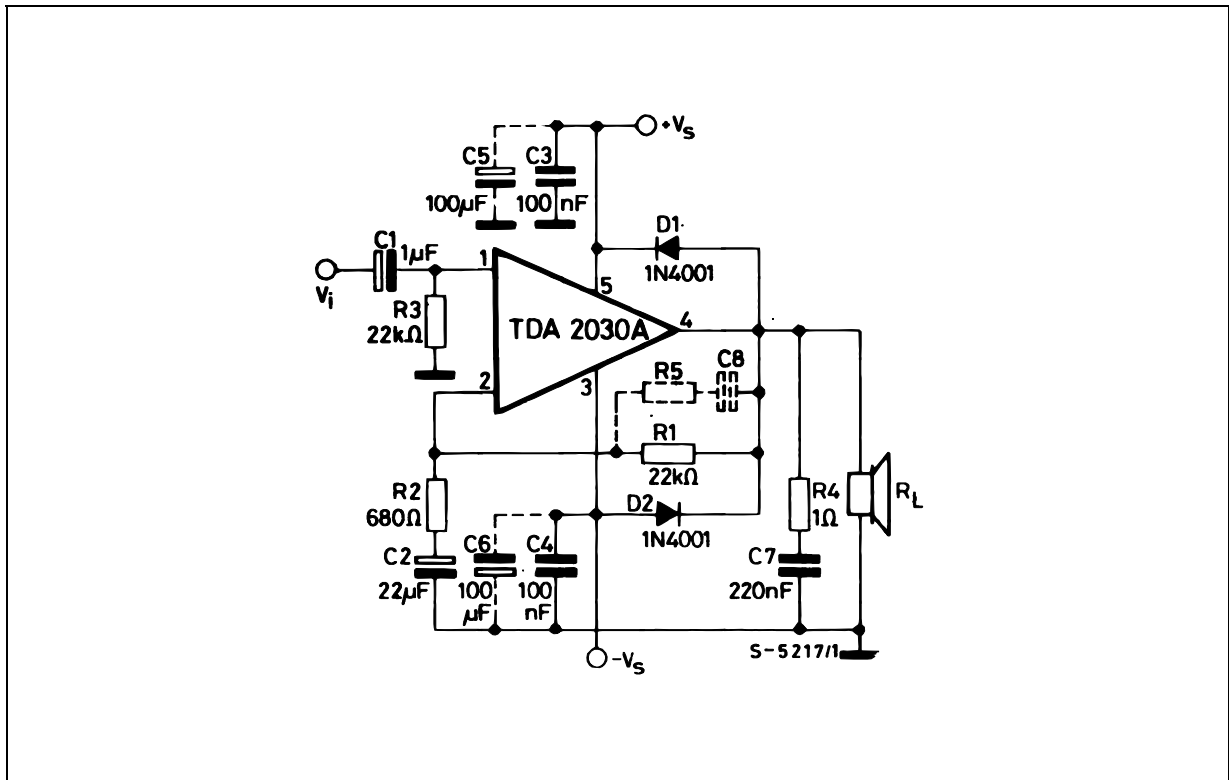 +Vs
C5
C3
100µF
100 nF
D1
1N4001
C1
1µF
Vi
1
5
R3
22kΩ
TDA 2030A
4
2
3
R5
C8
R1
22kΩ
R2
680Ω
D2
1N4001
R4
1Ω
RL
C2
22µF
C6
100
µF
C4
100
nF
C7
220nF
-Vs
S-5217/1